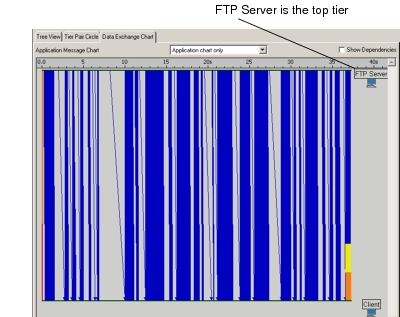 FTP Server is the top tier
Tree View Tier Pair Circle Data Exchange Chart
Application Message Chart Application chart only Show Dependencies
0.0 5 10 15 20 25 30 35 40s
FTP Server
Client